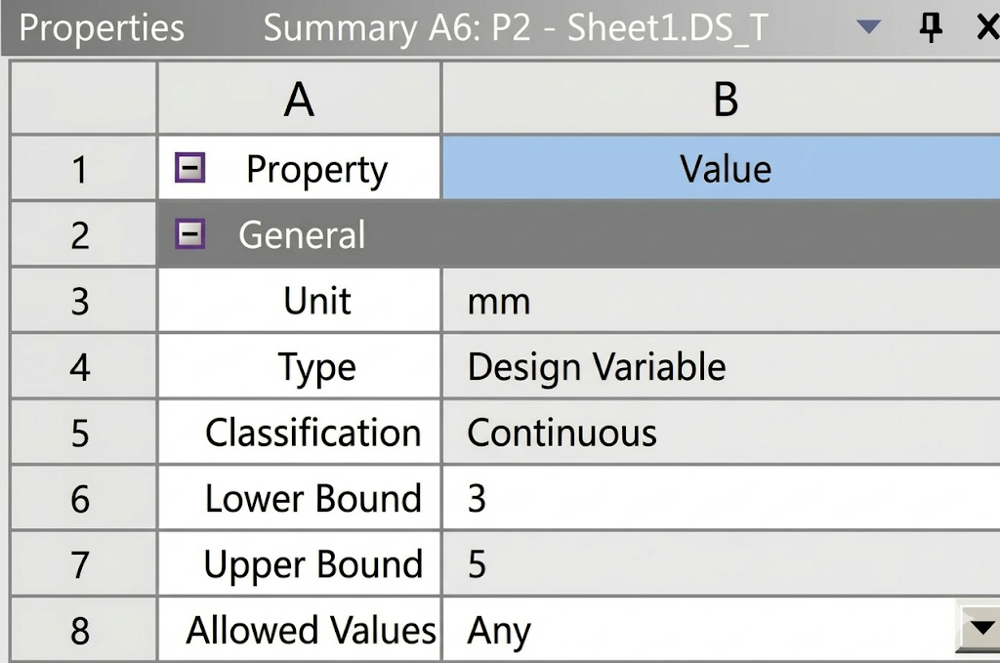 Properties Summary A6: P2 - Sheet1.DS_T
A B
1 Property Value
2 General
3 Unit mm
4 Type Design Variable
5 Classification Continuous
6 Lower Bound 3
7 Upper Bound 5
8 Allowed Values Any